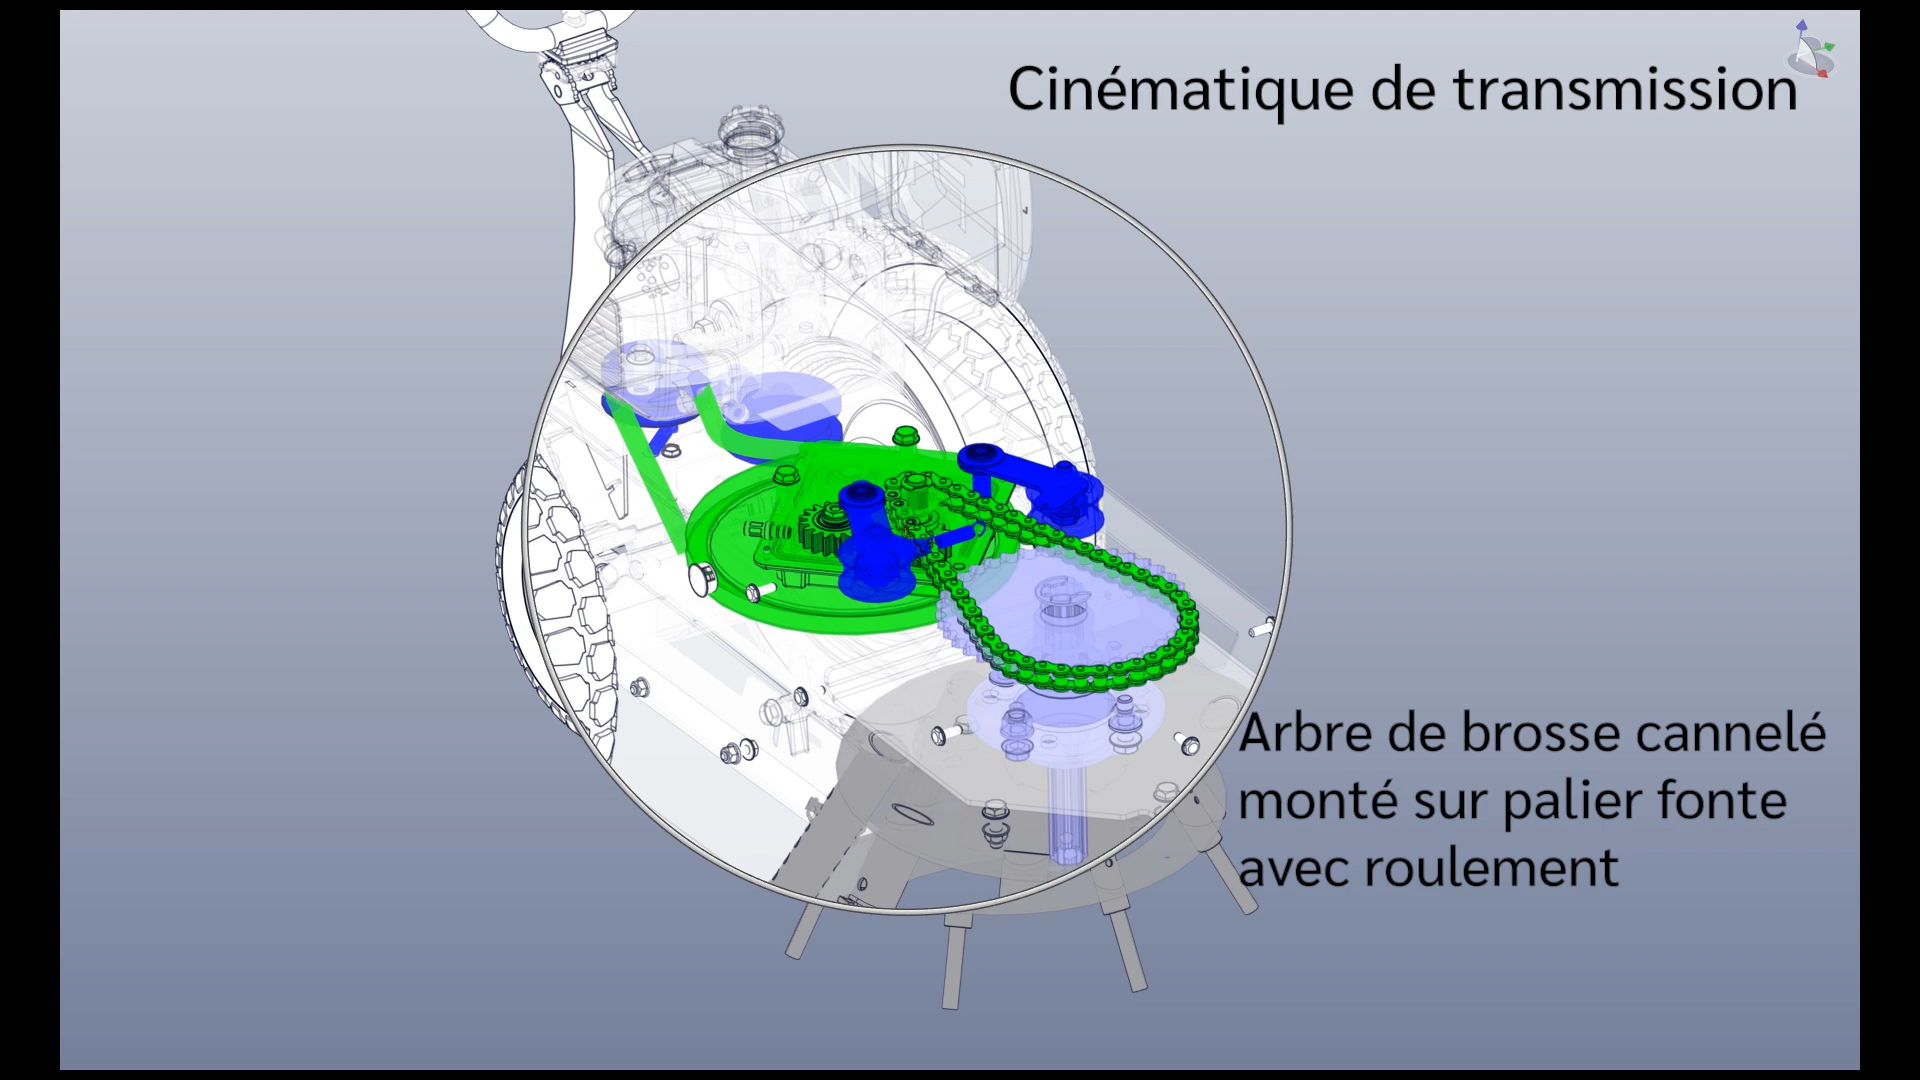 Cinématique de transmission
Arbre de brosse cannelé
monté sur palier fonte
avec roulement